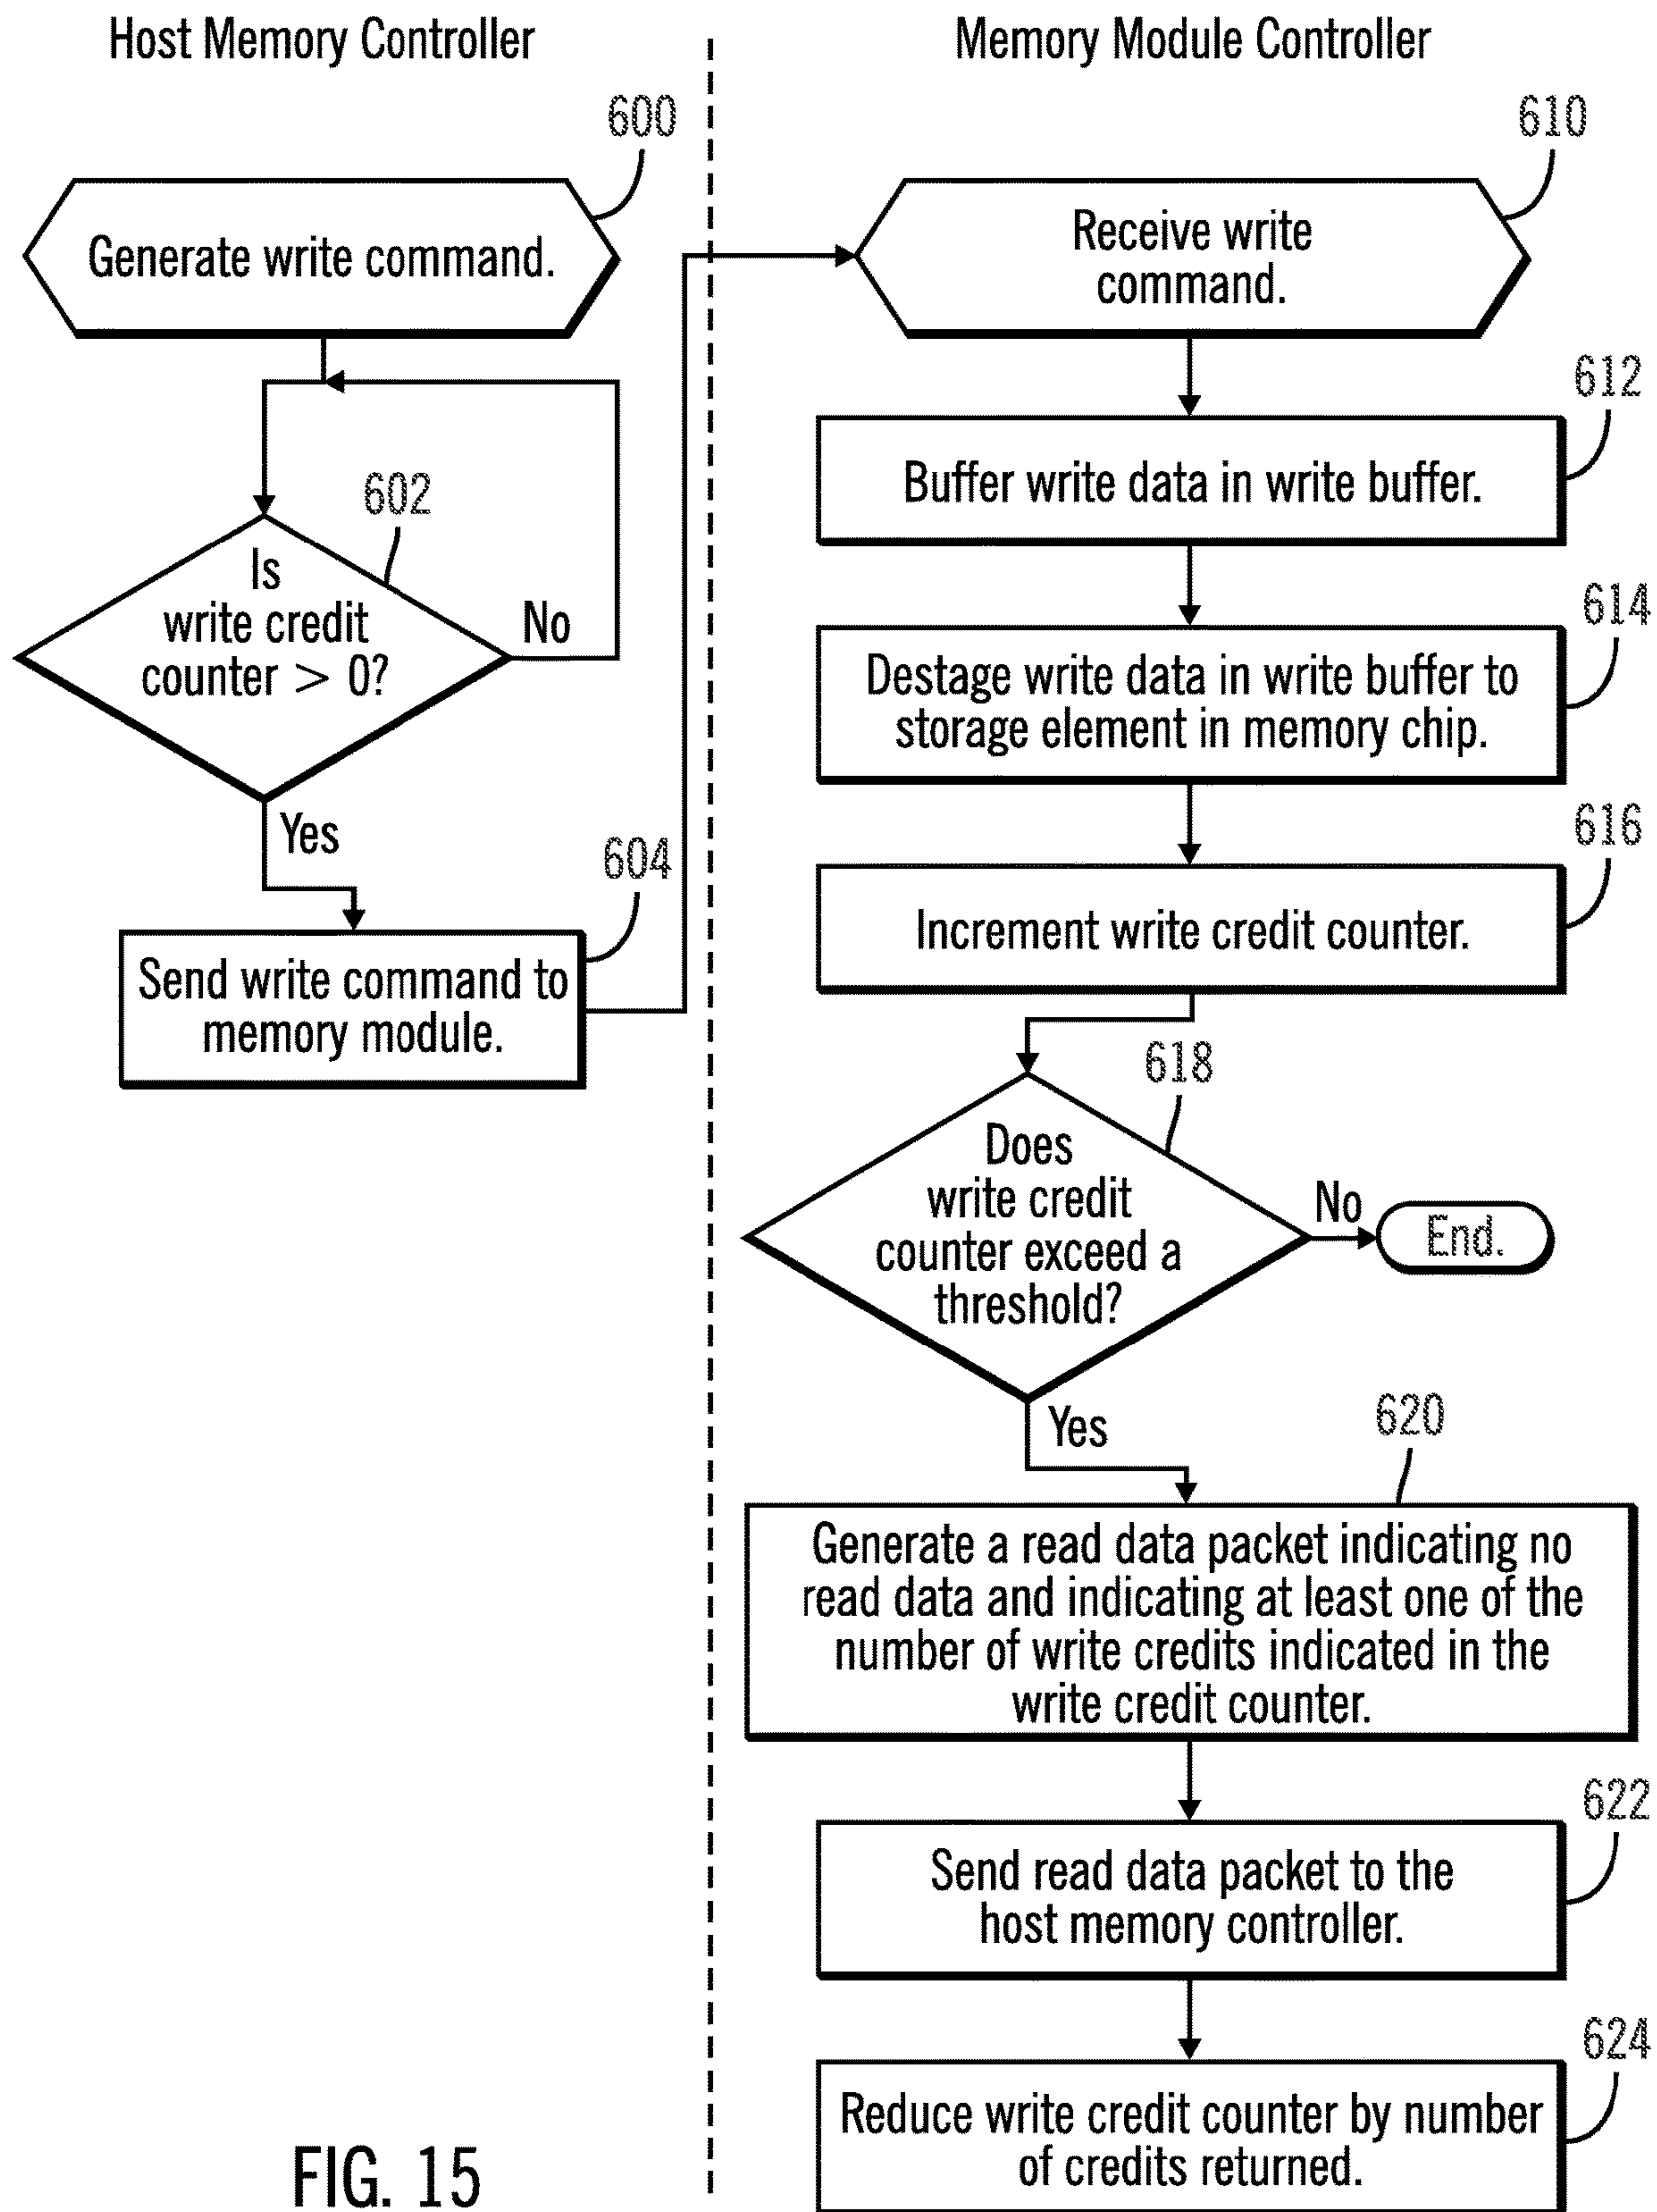 Host Memory Controller
600
Generate write command.
602
Is
write credit
counter > 0?
No
Yes
604
Send write command to
memory module.
Memory Module Controller
610
Receive write
command.
612
Buffer write data in write buffer.
614
Destage write data in write buffer to
storage element in memory chip.
616
Increment write credit counter.
618
Does
write credit
counter exceed a
threshold?
No
End.
Yes
620
Generate a read data packet indicating no
read data and indicating at least one of the
number of write credits indicated in the
write credit counter.
622
Send read data packet to the
host memory controller.
624
Reduce write credit counter by number
of credits returned.
FIG. 15